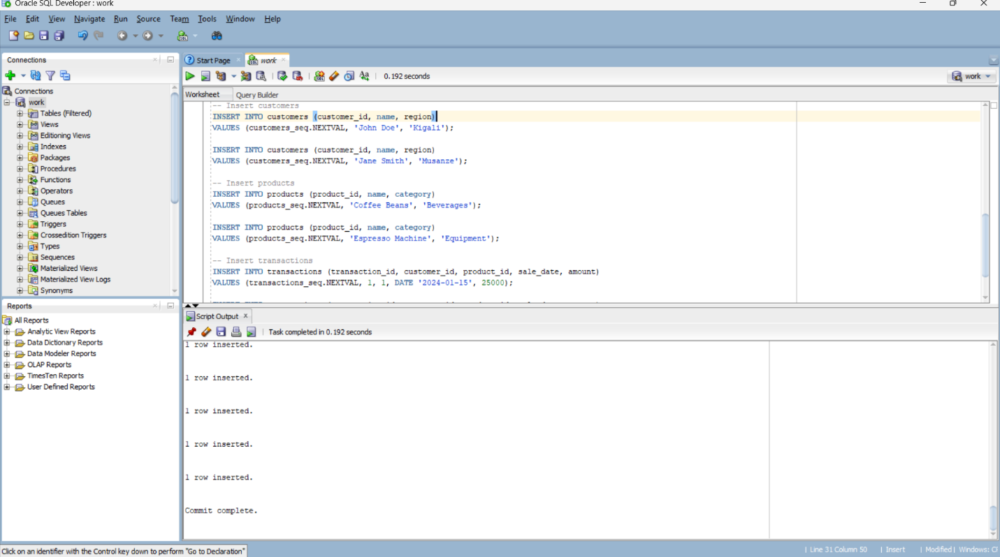 Oracle SQL Developer : work
File Edit View Navigate Run Source Team Tools Window Help
Connections
Connections
work
Tables (Filtered)
Views
Editioning Views
Indexes
Packages
Procedures
Functions
Operators
Queues
Queues Tables
Triggers
Crossedition Triggers
Types
Sequences
Materialized Views
Materialized View Logs
Synonyms
Reports
All Reports
Analytic View Reports
Data Dictionary Reports
Data Modeler Reports
OLAP Reports
TimesTen Reports
User Defined Reports
Start Page work
0.192 seconds
work
Worksheet Query Builder
-- Insert customers
INSERT INTO customers (customer_id, name, region)
VALUES (customers_seq.NEXTVAL, 'John Doe', 'Kigali');
INSERT INTO customers (customer_id, name, region)
VALUES (customers_seq.NEXTVAL, 'Jane Smith', 'Musanze');
-- Insert products
INSERT INTO products (product_id, name, category)
VALUES (products_seq.NEXTVAL, 'Coffee Beans', 'Beverages');
INSERT INTO products (product_id, name, category)
VALUES (products_seq.NEXTVAL, 'Espresso Machine', 'Equipment');
-- Insert transactions
INSERT INTO transactions (transaction_id, customer_id, product_id, sale_date, amount)
VALUES (transactions_seq.NEXTVAL, 1, 1, DATE '2024-01-15', 25000);
Script Output
Task completed in 0.192 seconds
1 row inserted.
1 row inserted.
1 row inserted.
1 row inserted.
1 row inserted.
Commit complete.
Click on an identifier with the Control key down to perform "Go to Declaration"
Line 31 Column 50 | Insert | Modified | Windows: C